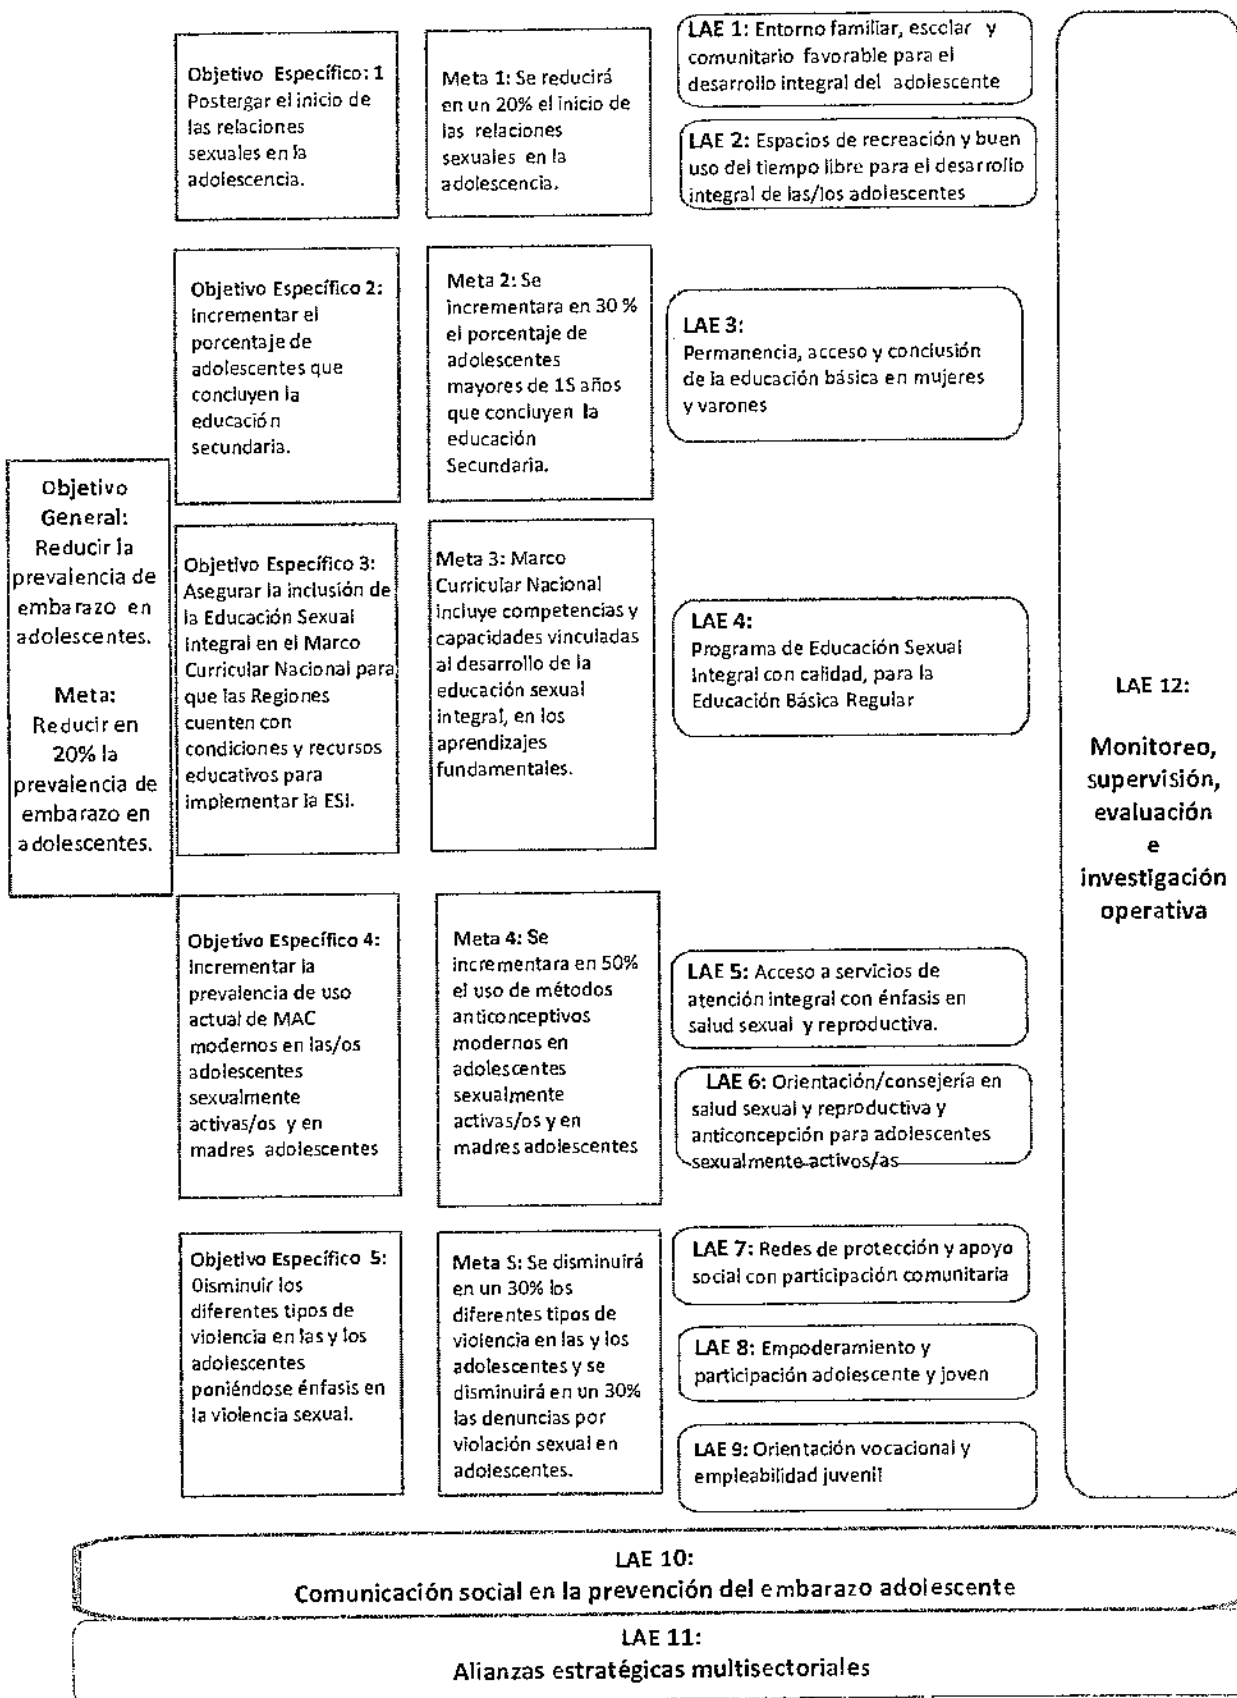 Objetivo
General:
Reducir la
prevalencia de
embarazo en
adolescentes.
Meta:
Reducir en
20% la
prevalencia de
embarazo en
adolescentes.
Objetivo Específico: 1
Postergar el inicio de
las relaciones
sexuales en la
adolescencia.
Meta 1: Se reducirá
en un 20% el inicio de
las relaciones
sexuales en la
adolescencia.
LAE 1: Entorno familiar, escolar y
comunitario favorable para el
desarrollo integral del adolescente
LAE 2: Espacios de recreación y buen
uso del tiempo libre para el desarrollo
integral de las/los adolescentes
Objetivo Específico 2:
Incrementar el
porcentaje de
adolescentes que
concluyen la
educación
secundaria.
Meta 2: Se
incrementara en 30 %
el porcentaje de
adolescentes
mayores de 15 años
que concluyen la
educación
Secundaria.
LAE 3:
Permanencia, acceso y conclusión
de la educación básica en mujeres
y varones
Objetivo Específico 3:
Asegurar la inclusión de
la Educación Sexual
Integral en el Marco
Curricular Nacional para
que las Regiones
cuenten con
condiciones y recursos
educativos para
implementar la ESI.
Meta 3: Marco
Curricular Nacional
incluye competencias y
capacidades vinculadas
al desarrollo de la
educación sexual
integral, en los
aprendizajes
fundamentales.
LAE 4:
Programa de Educación Sexual
Integral con calidad, para la
Educación Básica Regular
Objetivo Específico 4:
Incrementar la
prevalencia de uso
actual de MAC
modernos en las/os
adolescentes
sexualmente
activas/os y en
madres adolescentes
Meta 4: Se
incrementara en 50%
el uso de métodos
anticonceptivos
modernos en
adolescentes
sexualmente
activas/os y en
madres adolescentes
LAE 5: Acceso a servicios de
atención integral con énfasis en
salud sexual y reproductiva.
LAE 6: Orientación/consejería en
salud sexual y reproductiva y
anticoncepción para adolescentes
sexualmente activos/as
Objetivo Específico 5:
Disminuir los
diferentes tipos de
violencia en las y los
adolescentes
poniéndose énfasis en
la violencia sexual.
Meta 5: Se disminuirá
en un 30% los
diferentes tipos de
violencia en las y los
adolescentes y se
disminuirá en un 30%
las denuncias por
violación sexual en
adolescentes.
LAE 7: Redes de protección y apoyo
social con participación comunitaria
LAE 8: Empoderamiento y
participación adolescente y joven
LAE 9: Orientación vocacional y
empleabilidad juvenil
LAE 12:
Monitoreo,
supervisión,
evaluación
e
investigación
operativa
LAE 10:
Comunicación social en la prevención del embarazo adolescente
LAE 11:
Alianzas estratégicas multisectoriales